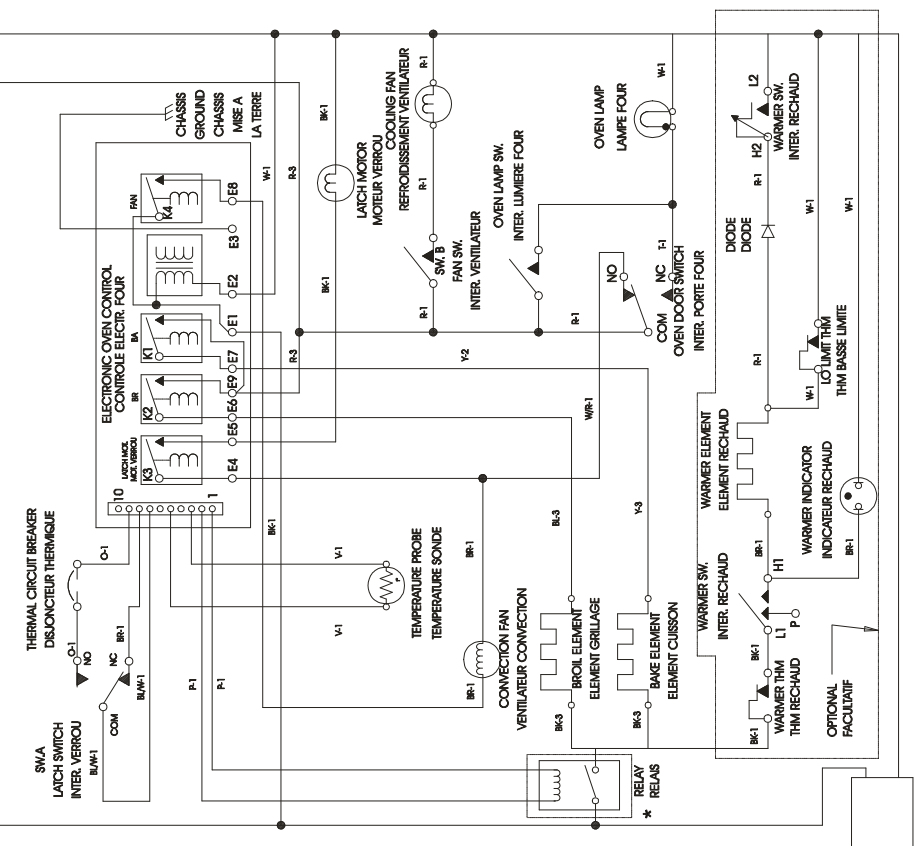 CHASSIS
GROUND
CHASSIS
MISE A
LA TERRE
ELECTRONIC OVEN CONTROL
CONTROLE ELECTR. FOUR
FAN
K4
E8
E3
E2
E1
BA
K1
E7
E9
BR
K2
E6
E5
LATCH MOT.
MOT. VERROU
K3
E4
10
1
W-1
R-3
R-3
BK-1
LATCH MOTOR
MOTEUR VERROU
BK-1
COOLING FAN
REFROIDISSEMENT VENTILATEUR
R-1
R-1
SW. B
FAN SW.
INTER. VENTILATEUR
R-1
OVEN LAMP SW.
INTER. LUMIERE FOUR
R-1
OVEN LAMP
LAMPE FOUR
W-1
T-1
NO
NC
COM
OVEN DOOR SWITCH
INTER. PORTE FOUR
Y-2
W/R-1
L2
WARMER SW.
INTER. RECHAUD
H2
R-1
DIODE
DIODE
R-1
W-1
W-1
LO LIMIT THM
THM BASSE LIMITE
W-1
WARMER ELEMENT
ELEMENT RECHAUD
WARMER INDICATOR
INDICATEUR RECHAUD
BR-1
BR-1
H1
WARMER SW.
INTER. RECHAUD
L1
P
BK-1
WARMER THM
THM RECHAUD
BK-1
OPTIONAL
FACULTATIF
THERMAL CIRCUIT BREAKER
DISJONCTEUR THERMIQUE
O-1
O-1
NO
NC
BR-1
BL/W-1
COM
SW.A
LATCH SWITCH
INTER. VERROU
BL/W-1
P-1
P-1
BK-1
V-1
V-1
TEMPERATURE PROBE
TEMPERATURE SONDE
BR-1
BR-1
CONVECTION FAN
VENTILATEUR CONVECTION
BL-3
BROIL ELEMENT
ELEMENT GRILLAGE
BK-3
Y-3
BAKE ELEMENT
ELEMENT CUISSON
BK-3
RELAY
RELAIS
*